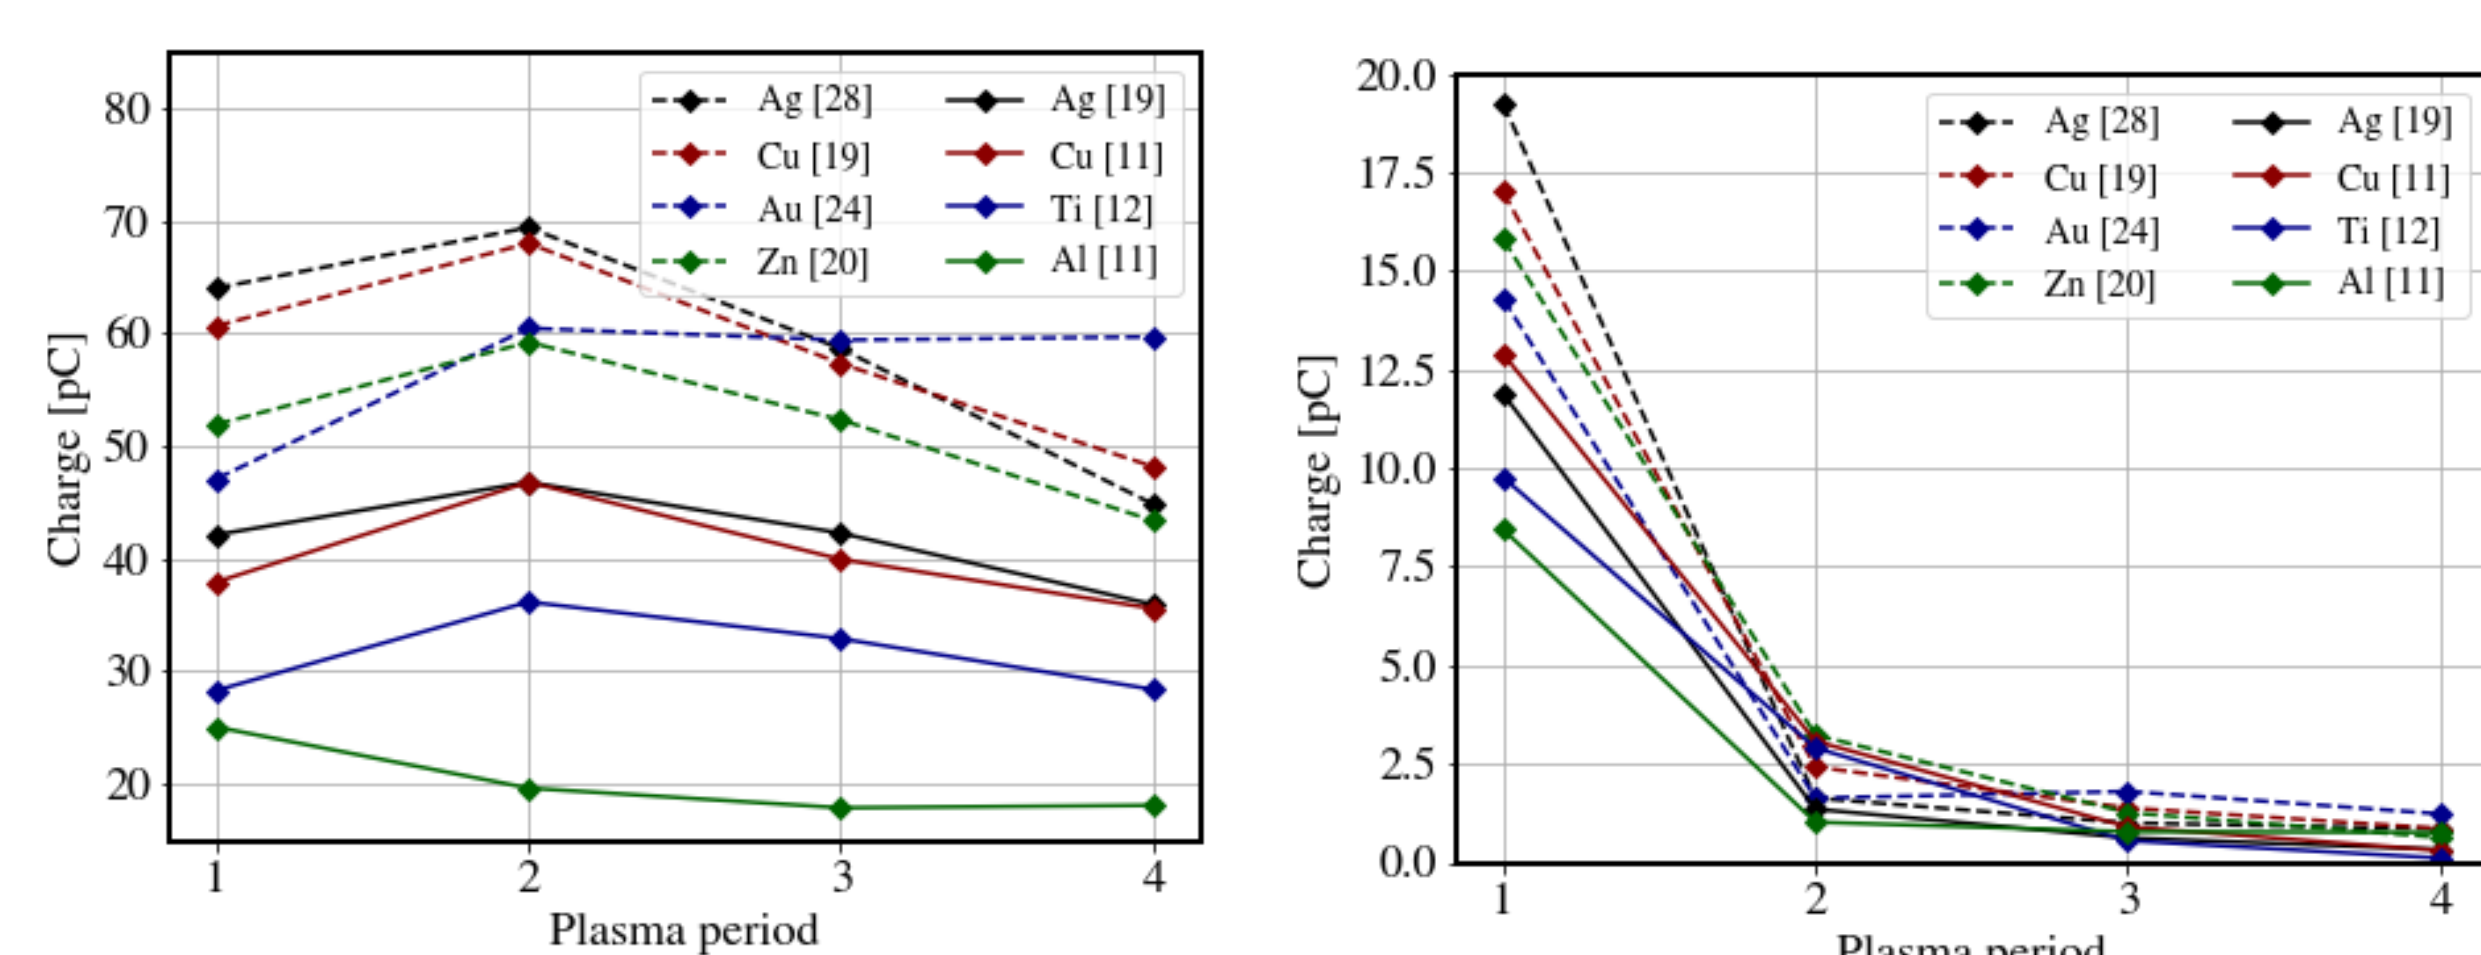 80
70
60
50
40
30
20
Charge [pC]
1 2 3 4
Plasma period
Ag [28] Ag [19]
Cu [19] Cu [11]
Au [24] Ti [12]
Zn [20] Al [11]
20.0
17.5
15.0
12.5
10.0
7.5
5.0
2.5
0.0
Charge [pC]
1 2 3 4
Plasma period
Ag [28] Ag [19]
Cu [19] Cu [11]
Au [24] Ti [12]
Zn [20] Al [11]